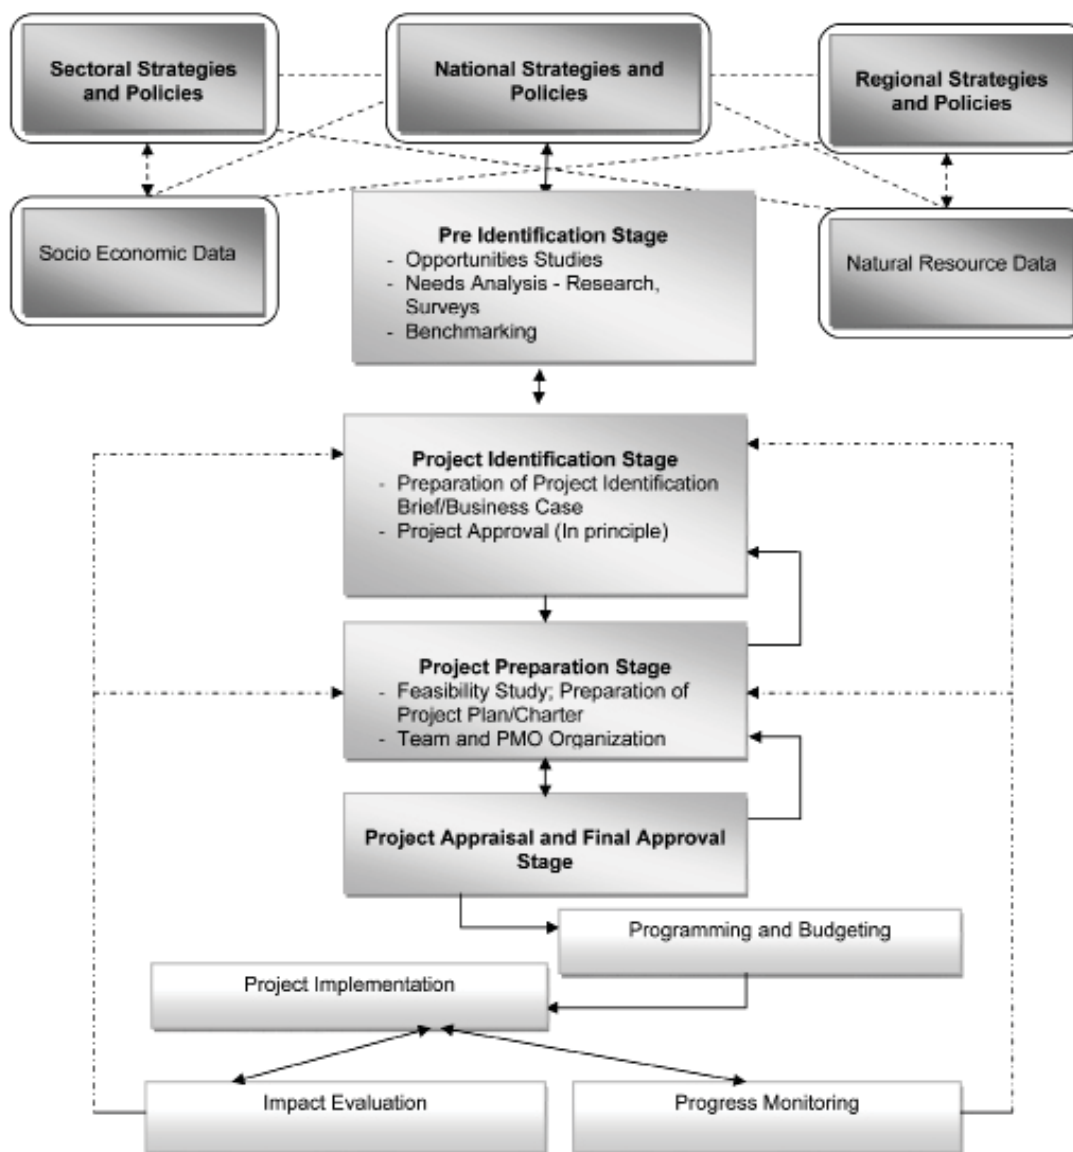 Sectoral Strategies
and Policies
National Strategies and
Policies
Regional Strategies
and Policies
Socio Economic Data
Pre Identification Stage
- Opportunities Studies
- Needs Analysis - Research,
Surveys
- Benchmarking
Natural Resource Data
Project Identification Stage
- Preparation of Project Identification
Brief/Business Case
- Project Approval (In principle)
Project Preparation Stage
- Feasibility Study; Preparation of
Project Plan/Charter
- Team and PMO Organization
Project Appraisal and Final Approval
Stage
Programming and Budgeting
Project Implementation
Impact Evaluation
Progress Monitoring